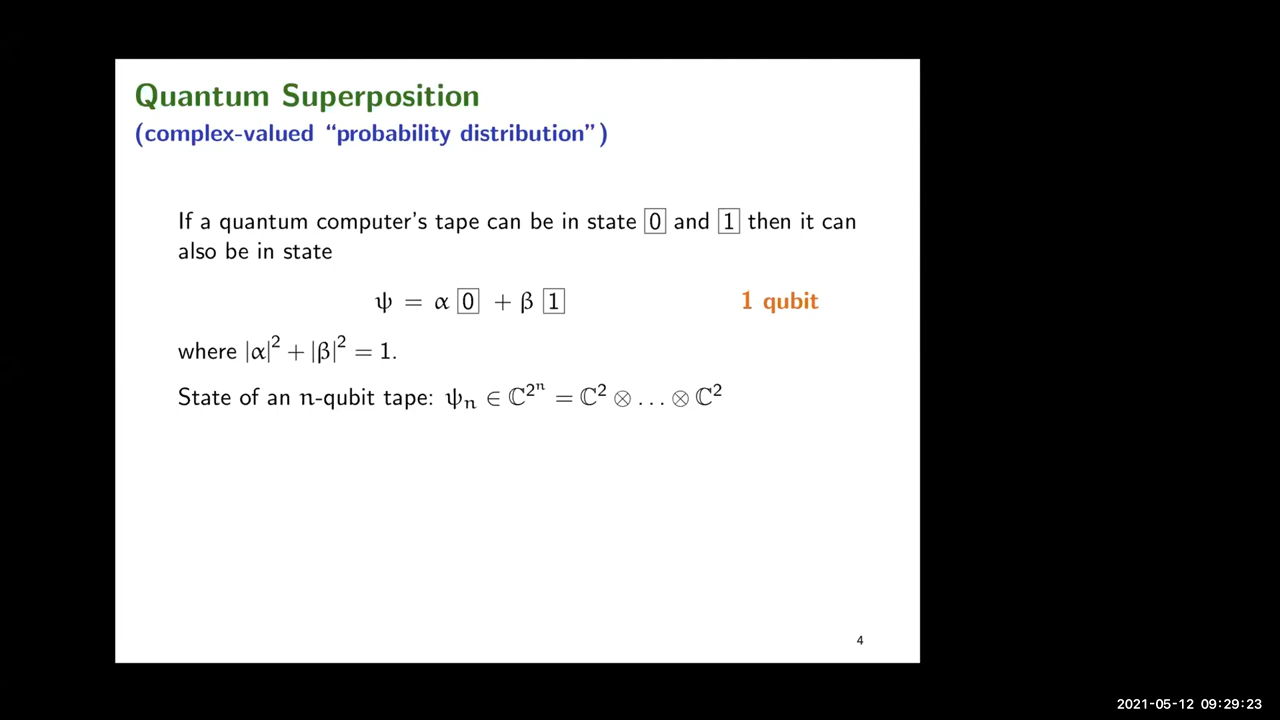 Quantum Superposition
(complex-valued “probability distribution”)
If a quantum computer’s tape can be in state 0 and 1 then it can
also be in state
ψ = α 0 + β 1 1 qubit
where |α|² + |β|² = 1.
State of an n-qubit tape: ψₙ ∈ ℂ^{2^n} = ℂ² ⊗ … ⊗ ℂ²
4
2021-05-12 09:29:23